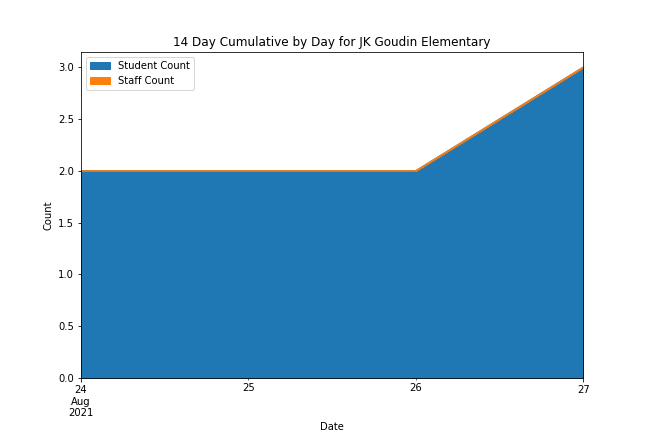 14 Day Cumulative by Day for JK Goudin Elementary
Student Count
Staff Count
3.0
2.5
2.0
1.5
1.0
0.5
0.0
Count
24 25 26 27
Aug
2021
Date